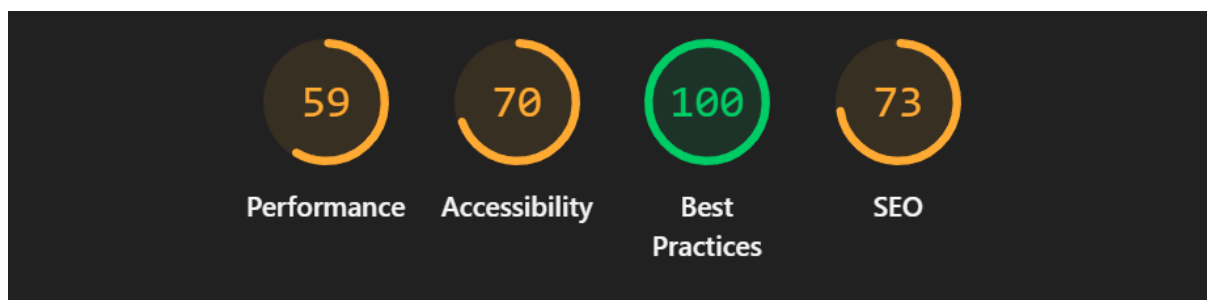 59
70
100
73
Performance
Accessibility
Best
Practices
SEO